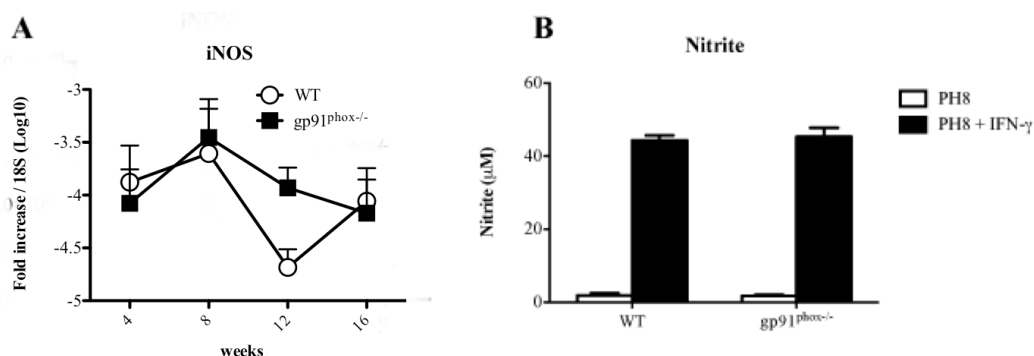 A
iNOS
WT
gp91phox-/-
Fold increase / 18S (Log10)
-3
-3.5
-4
-4.5
-5
4
8
12
16
weeks
B
Nitrite
PH8
PH8 + IFN-γ
Nitrite (μM)
60
40
20
0
WT
gp91phox-/-